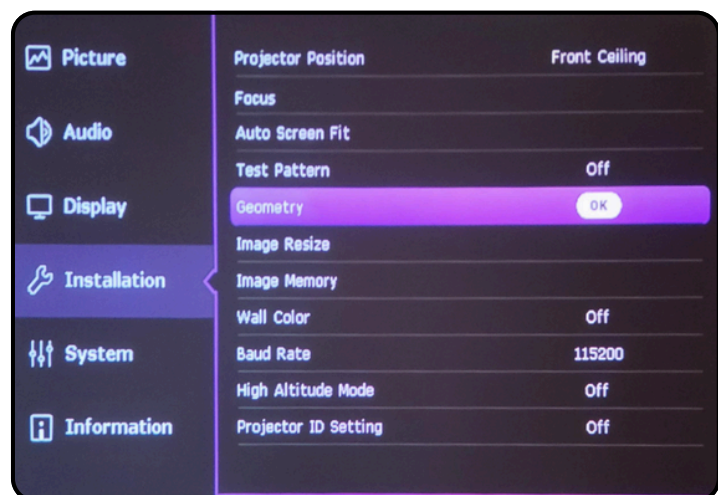 Picture
Audio
Display
Installation
System
Information
Projector Position Front Ceiling
Focus
Auto Screen Fit
Test Pattern Off
Geometry OK
Image Resize
Image Memory
Wall Color Off
Baud Rate 115200
High Altitude Mode Off
Projector ID Setting Off